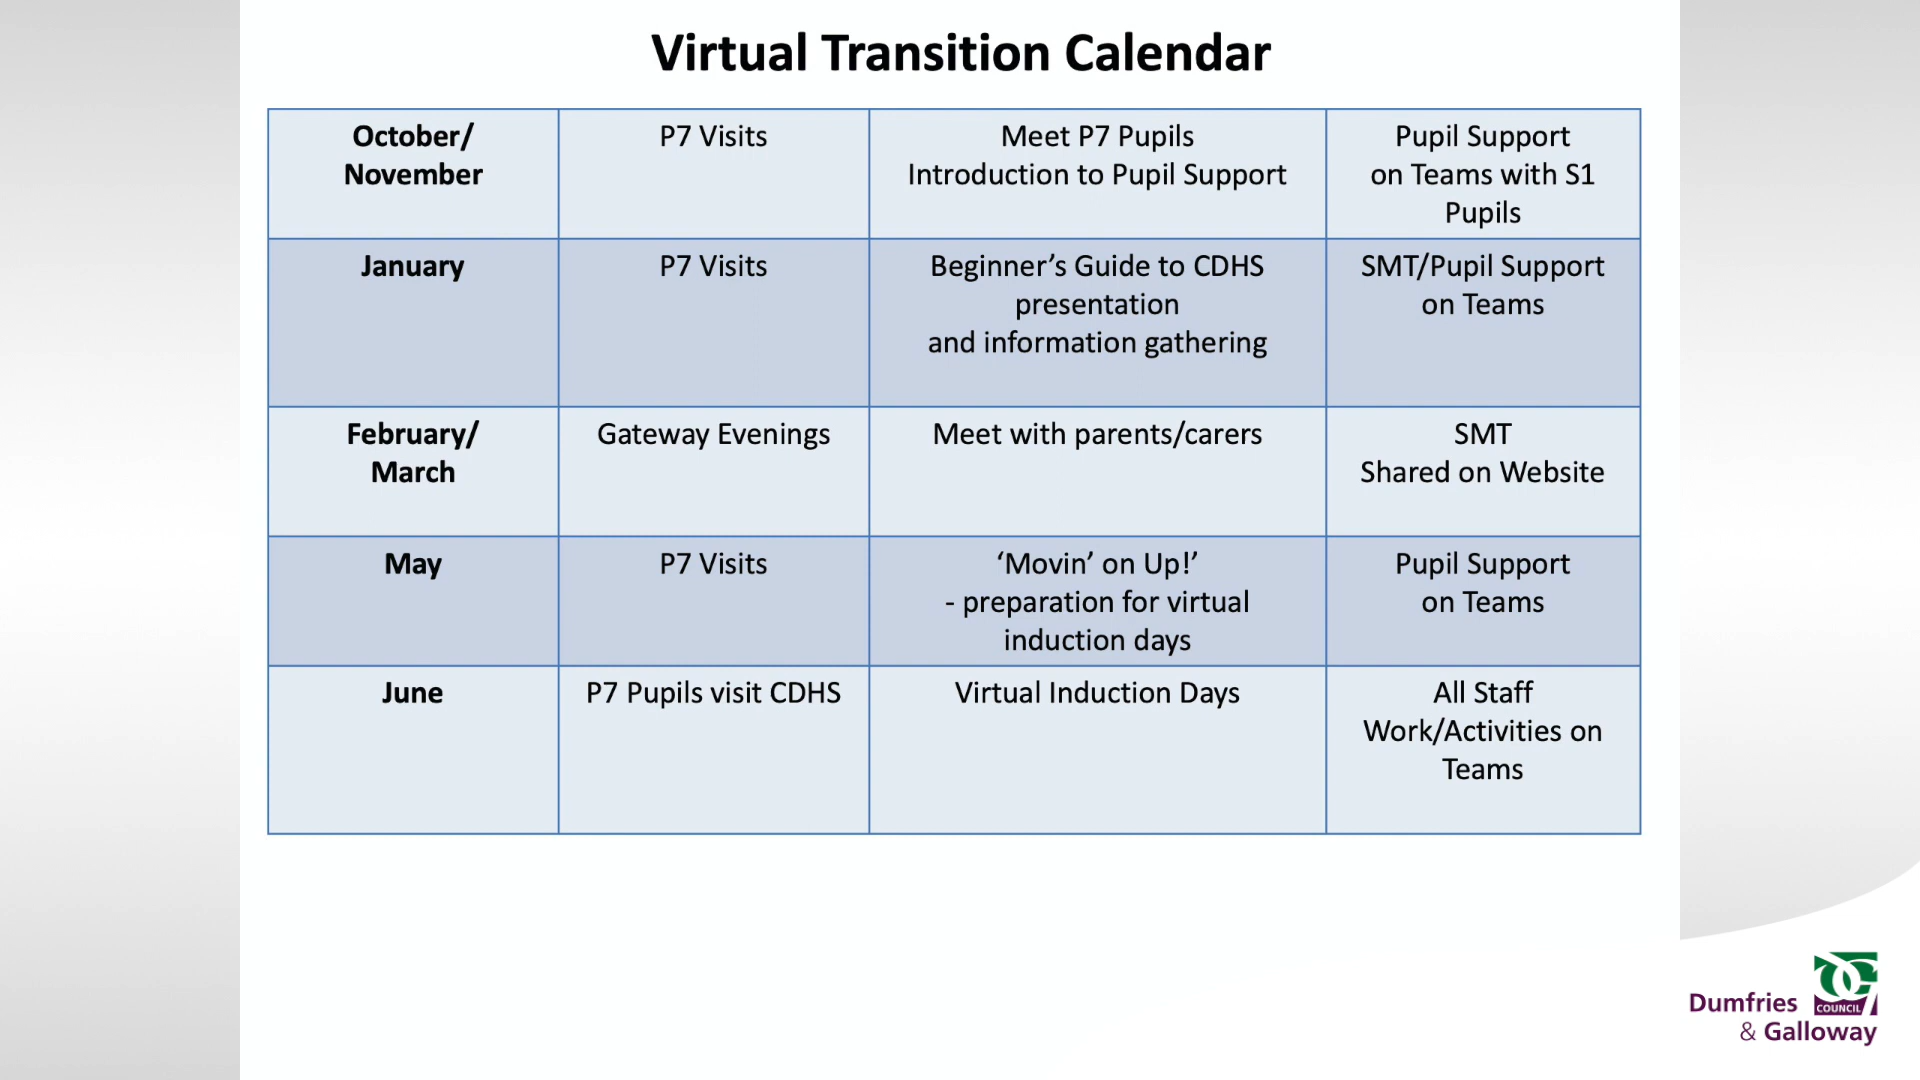 Virtual Transition Calendar
October/
November
P7 Visits
Meet P7 Pupils
Introduction to Pupil Support
Pupil Support
on Teams with S1
Pupils
January
P7 Visits
Beginner’s Guide to CDHS
presentation
and information gathering
SMT/Pupil Support
on Teams
February/
March
Gateway Evenings
Meet with parents/carers
SMT
Shared on Website
May
P7 Visits
‘Movin’ on Up!’
- preparation for virtual
induction days
Pupil Support
on Teams
June
P7 Pupils visit CDHS
Virtual Induction Days
All Staff
Work/Activities on
Teams
COUNCIL
Dumfries
& Galloway